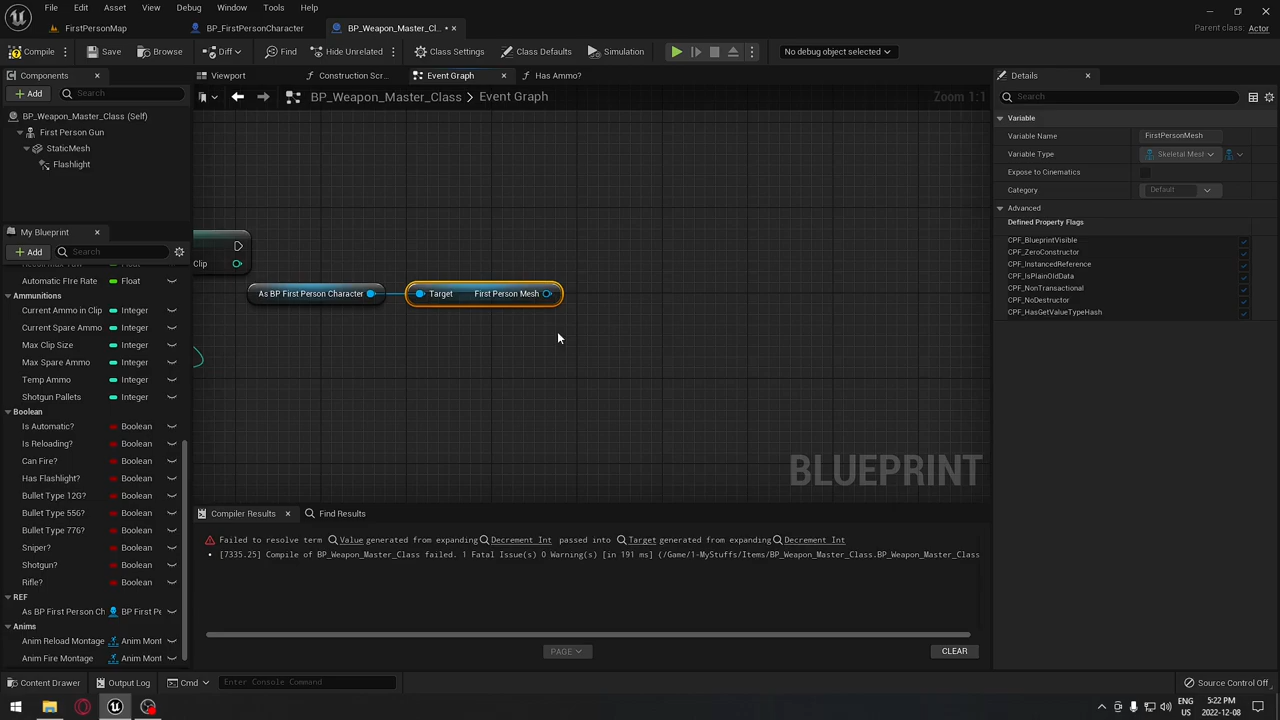 File Edit Asset View Debug Window Tools Help
FirstPersonMap BP_FirstPersonCharacter BP_Weapon_Master_Cl...
Parent class: Actor
Compile Save Browse Diff Find Hide Unrelated Class Settings Class Defaults Simulation No debug object selected
Components
Add Search
BP_Weapon_Master_Class (Self)
First Person Gun
StaticMesh
Flashlight
My Blueprint
Add Search
Automatic FIre Rate Float
Ammunitions
Current Ammo in Clip Integer
Current Spare Ammo Integer
Max Clip Size Integer
Max Spare Ammo Integer
Temp Ammo Integer
Shotgun Pallets Integer
Boolean
Is Automatic? Boolean
Is Reloading? Boolean
Can Fire? Boolean
Has Flashlight? Boolean
Bullet Type 12G? Boolean
Bullet Type 556? Boolean
Bullet Type 776? Boolean
Sniper? Boolean
Shotgun? Boolean
Rifle? Boolean
REF
As BP First Person Ch BP First Pe
Anims
Anim Reload Montage Anim Mont
Anim Fire Montage Anim Mont
Viewport Construction Scr... Event Graph Has Ammo?
BP_Weapon_Master_Class > Event Graph
Zoom 1:1
Clip
As BP First Person Character
Target First Person Mesh
BLUEPRINT
Compiler Results Find Results
Failed to resolve term Value generated from expanding Decrement Int passed into Target generated from expanding Decrement Int
[7335.25] Compile of BP_Weapon_Master_Class failed. 1 Fatal Issue(s) 0 Warning(s) [in 191 ms] (/Game/1-MyStuffs/Items/BP_Weapon_Master_Class.BP_Weapon_Master_Class
PAGE CLEAR
Details
Search
Variable
Variable Name FirstPersonMesh
Variable Type Skeletal Mesl
Expose to Cinematics
Category Default
Advanced
Defined Property Flags
CPF_BlueprintVisible
CPF_ZeroConstructor
CPF_InstancedReference
CPF_IsPlainOldData
CPF_NonTransactional
CPF_NoDestructor
CPF_HasGetValueTypeHash
Content Drawer Output Log Cmd Enter Console Command Source Control Off
ENG
US
5:22 PM
2022-12-08